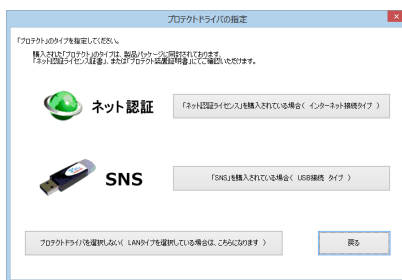 プロテクトドライバの指定
「プロテクト」のタイプを指定してください。
購入された「プロテクト」のタイプは、製品パッケージに同封されております、
「ネット認証ライセンス証書」、または「プロテクト装置証明書」にてご確認いただけます。
ネット認証
「ネット認証ライセンス」を購入されている場合( インターネット接続タイプ )
SNS
「SNS」を購入されている場合( USB接続 タイプ )
プロテクトドライバを選択しない( LANタイプを選択している場合は、こちらになります )
戻る